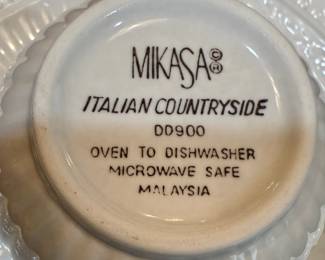 MIKASA ©
ITALIAN COUNTRYSIDE
DD900
OVEN TO DISHWASHER
MICROWAVE SAFE
MALAYSIA